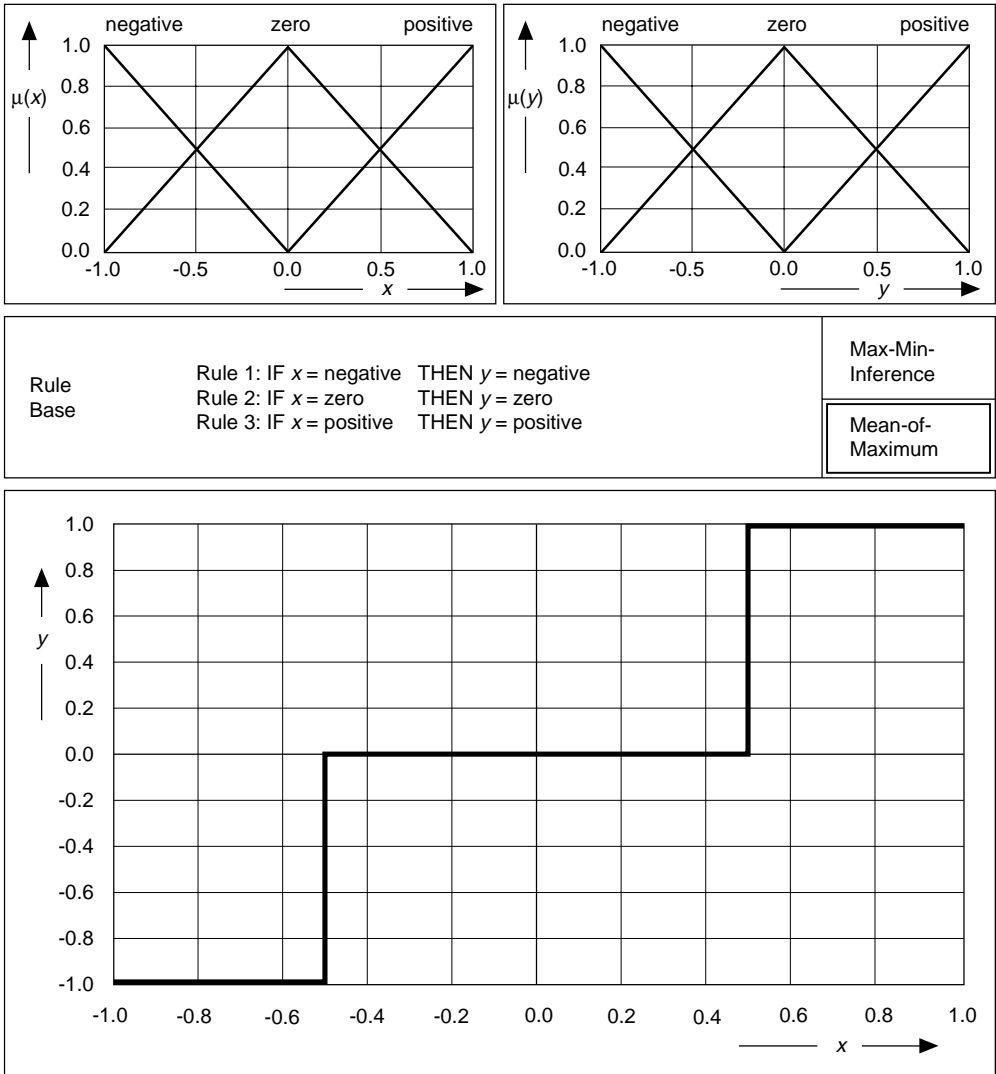 negative zero positive
1.0
0.8
μ(x)
0.6
0.4
0.2
0.0
-1.0 -0.5 0.0 0.5 1.0
x
negative zero positive
1.0
0.8
μ(y)
0.6
0.4
0.2
0.0
-1.0 -0.5 0.0 0.5 1.0
y
Rule
Base
Rule 1: IF x = negative THEN y = negative
Rule 2: IF x = zero THEN y = zero
Rule 3: IF x = positive THEN y = positive
Max-Min-
Inference
Mean-of-
Maximum
1.0
0.8
0.6
y
0.4
0.2
0.0
-0.2
-0.4
-0.6
-0.8
-1.0
-1.0 -0.8 -0.6 -0.4 -0.2 0.0 0.2 0.4 0.6 0.8 1.0
x